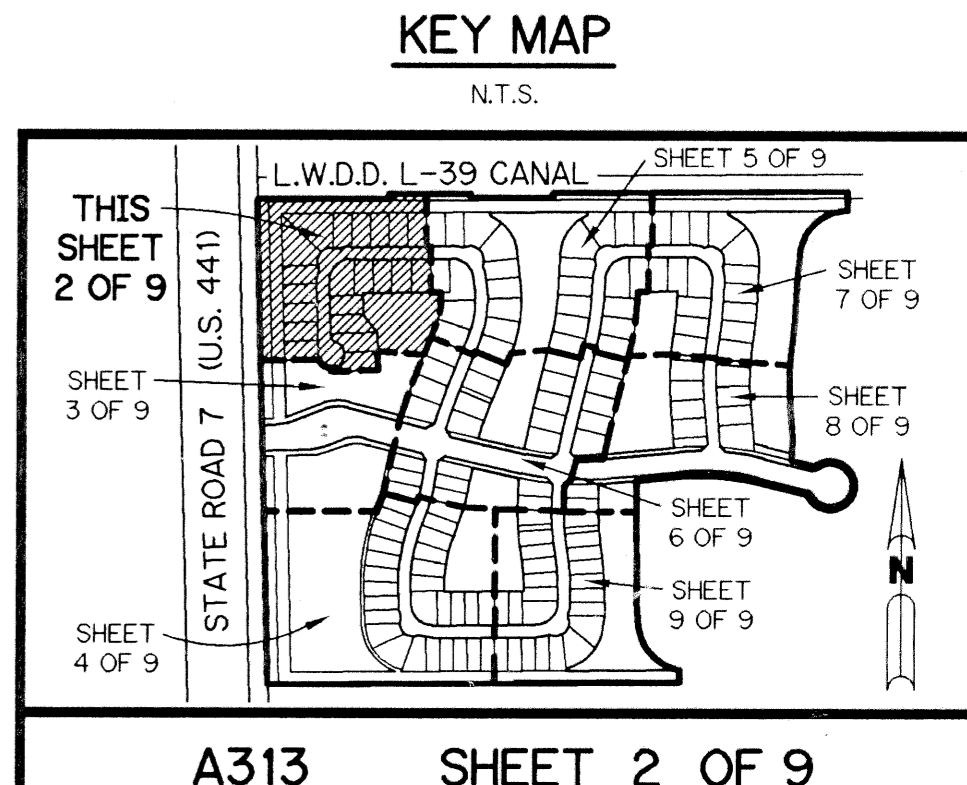 KEY MAP
N.T.S.
L.W.D.D. L-39 CANAL
SHEET 5 OF 9
THIS
SHEET
2 OF 9
STATE ROAD 7 (U.S. 441)
SHEET
7 OF 9
SHEET
3 OF 9
SHEET
8 OF 9
SHEET
6 OF 9
N
SHEET
9 OF 9
SHEET
4 OF 9
A313 SHEET 2 OF 9